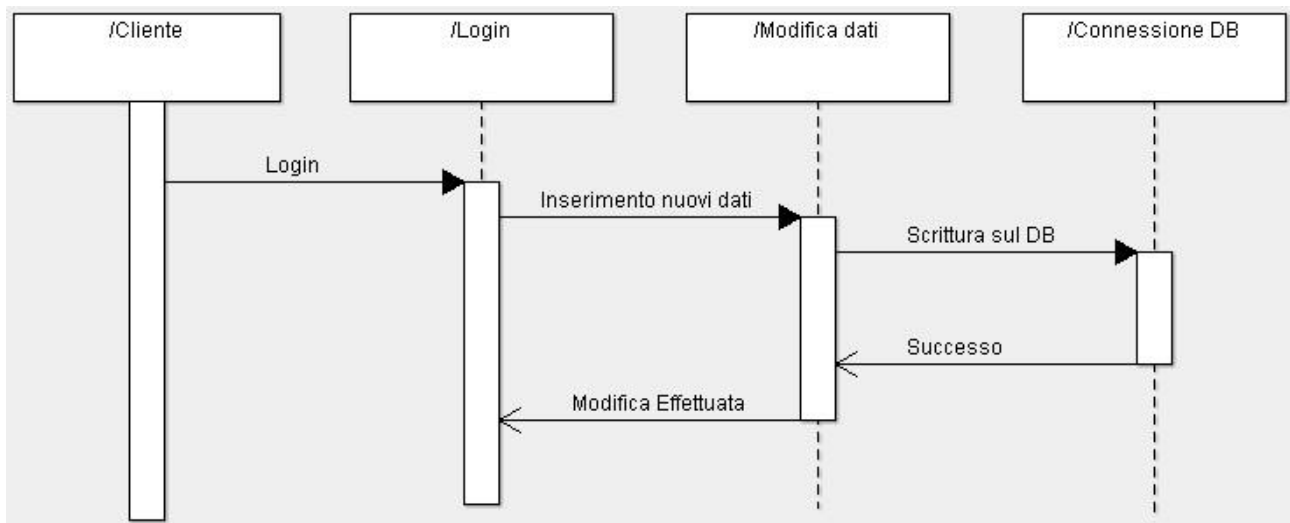 /Cliente
/Login
/Modifica dati
/Connessione DB
Login
Inserimento nuovi dati
Scrittura sul DB
Successo
Modifica Effettuata